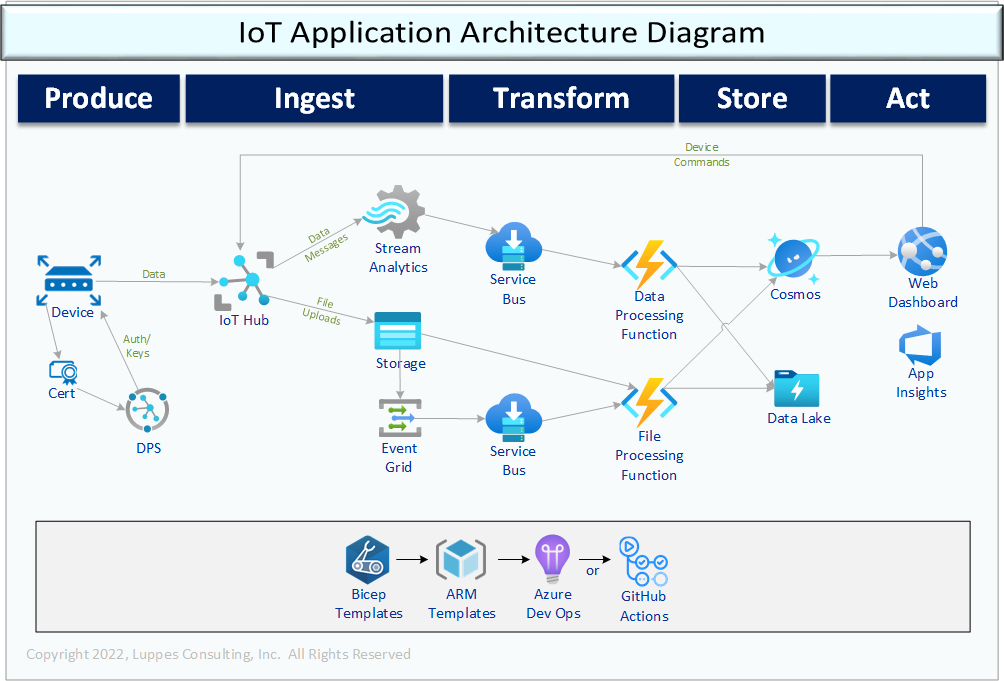 IoT Application Architecture Diagram
Produce
Ingest
Transform
Store
Act
Device
Commands
Data
Messages
Stream
Analytics
Service
Bus
Data
Device
IoT Hub
File
Uploads
Data
Processing
Function
Cosmos
Web
Dashboard
Auth/
Keys
Storage
App
Insights
Cert
DPS
Event
Grid
Service
Bus
File
Processing
Function
Data Lake
Bicep
Templates
ARM
Templates
Azure
Dev Ops
or
GitHub
Actions
Copyright 2022, Luppes Consulting, Inc.  All Rights Reserved